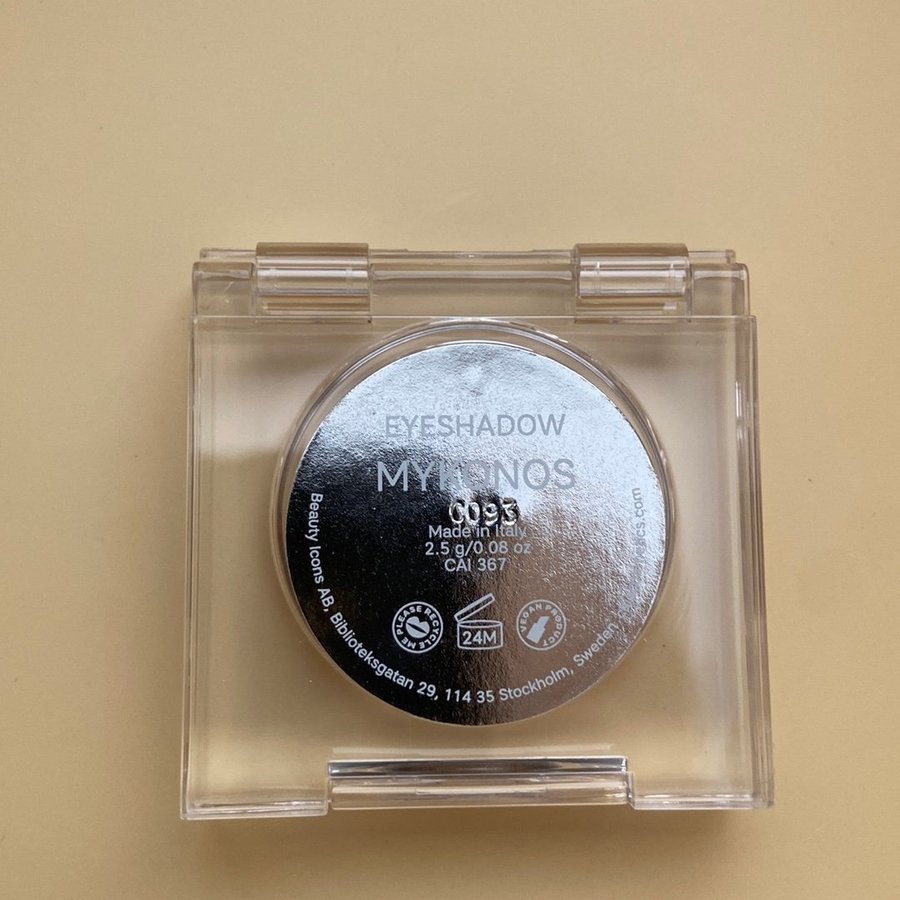 EYESHADOW
MYKONOS
0093
Made in Italy
2.5 g/0.08 oz
CAI 367
PLEASE RECYCLE ME
24M
VEGAN PRODUCT
Beauty Icons AB, Biblioteksgatan 29, 114 35 Stockholm, Sweden